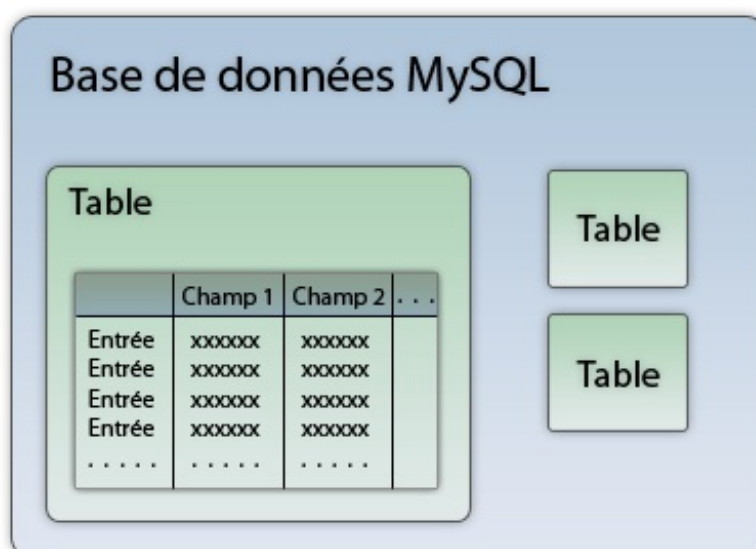 Base de données MySQL
Table
Champ 1 Champ 2 . . .
Entrée xxxxxx xxxxxx
Entrée xxxxxx xxxxxx
Entrée xxxxxx xxxxxx
Entrée xxxxxx xxxxxx
. . . . . . . . . . . . . . .
Table
Table